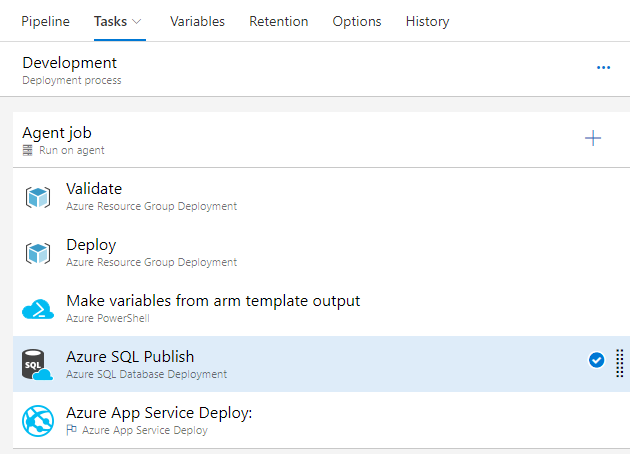 Pipeline Tasks Variables Retention Options History
Development
Deployment process
Agent job
Run on agent
Validate
Azure Resource Group Deployment
Deploy
Azure Resource Group Deployment
Make variables from arm template output
Azure PowerShell
SQL
Azure SQL Publish
Azure SQL Database Deployment
Azure App Service Deploy:
Azure App Service Deploy